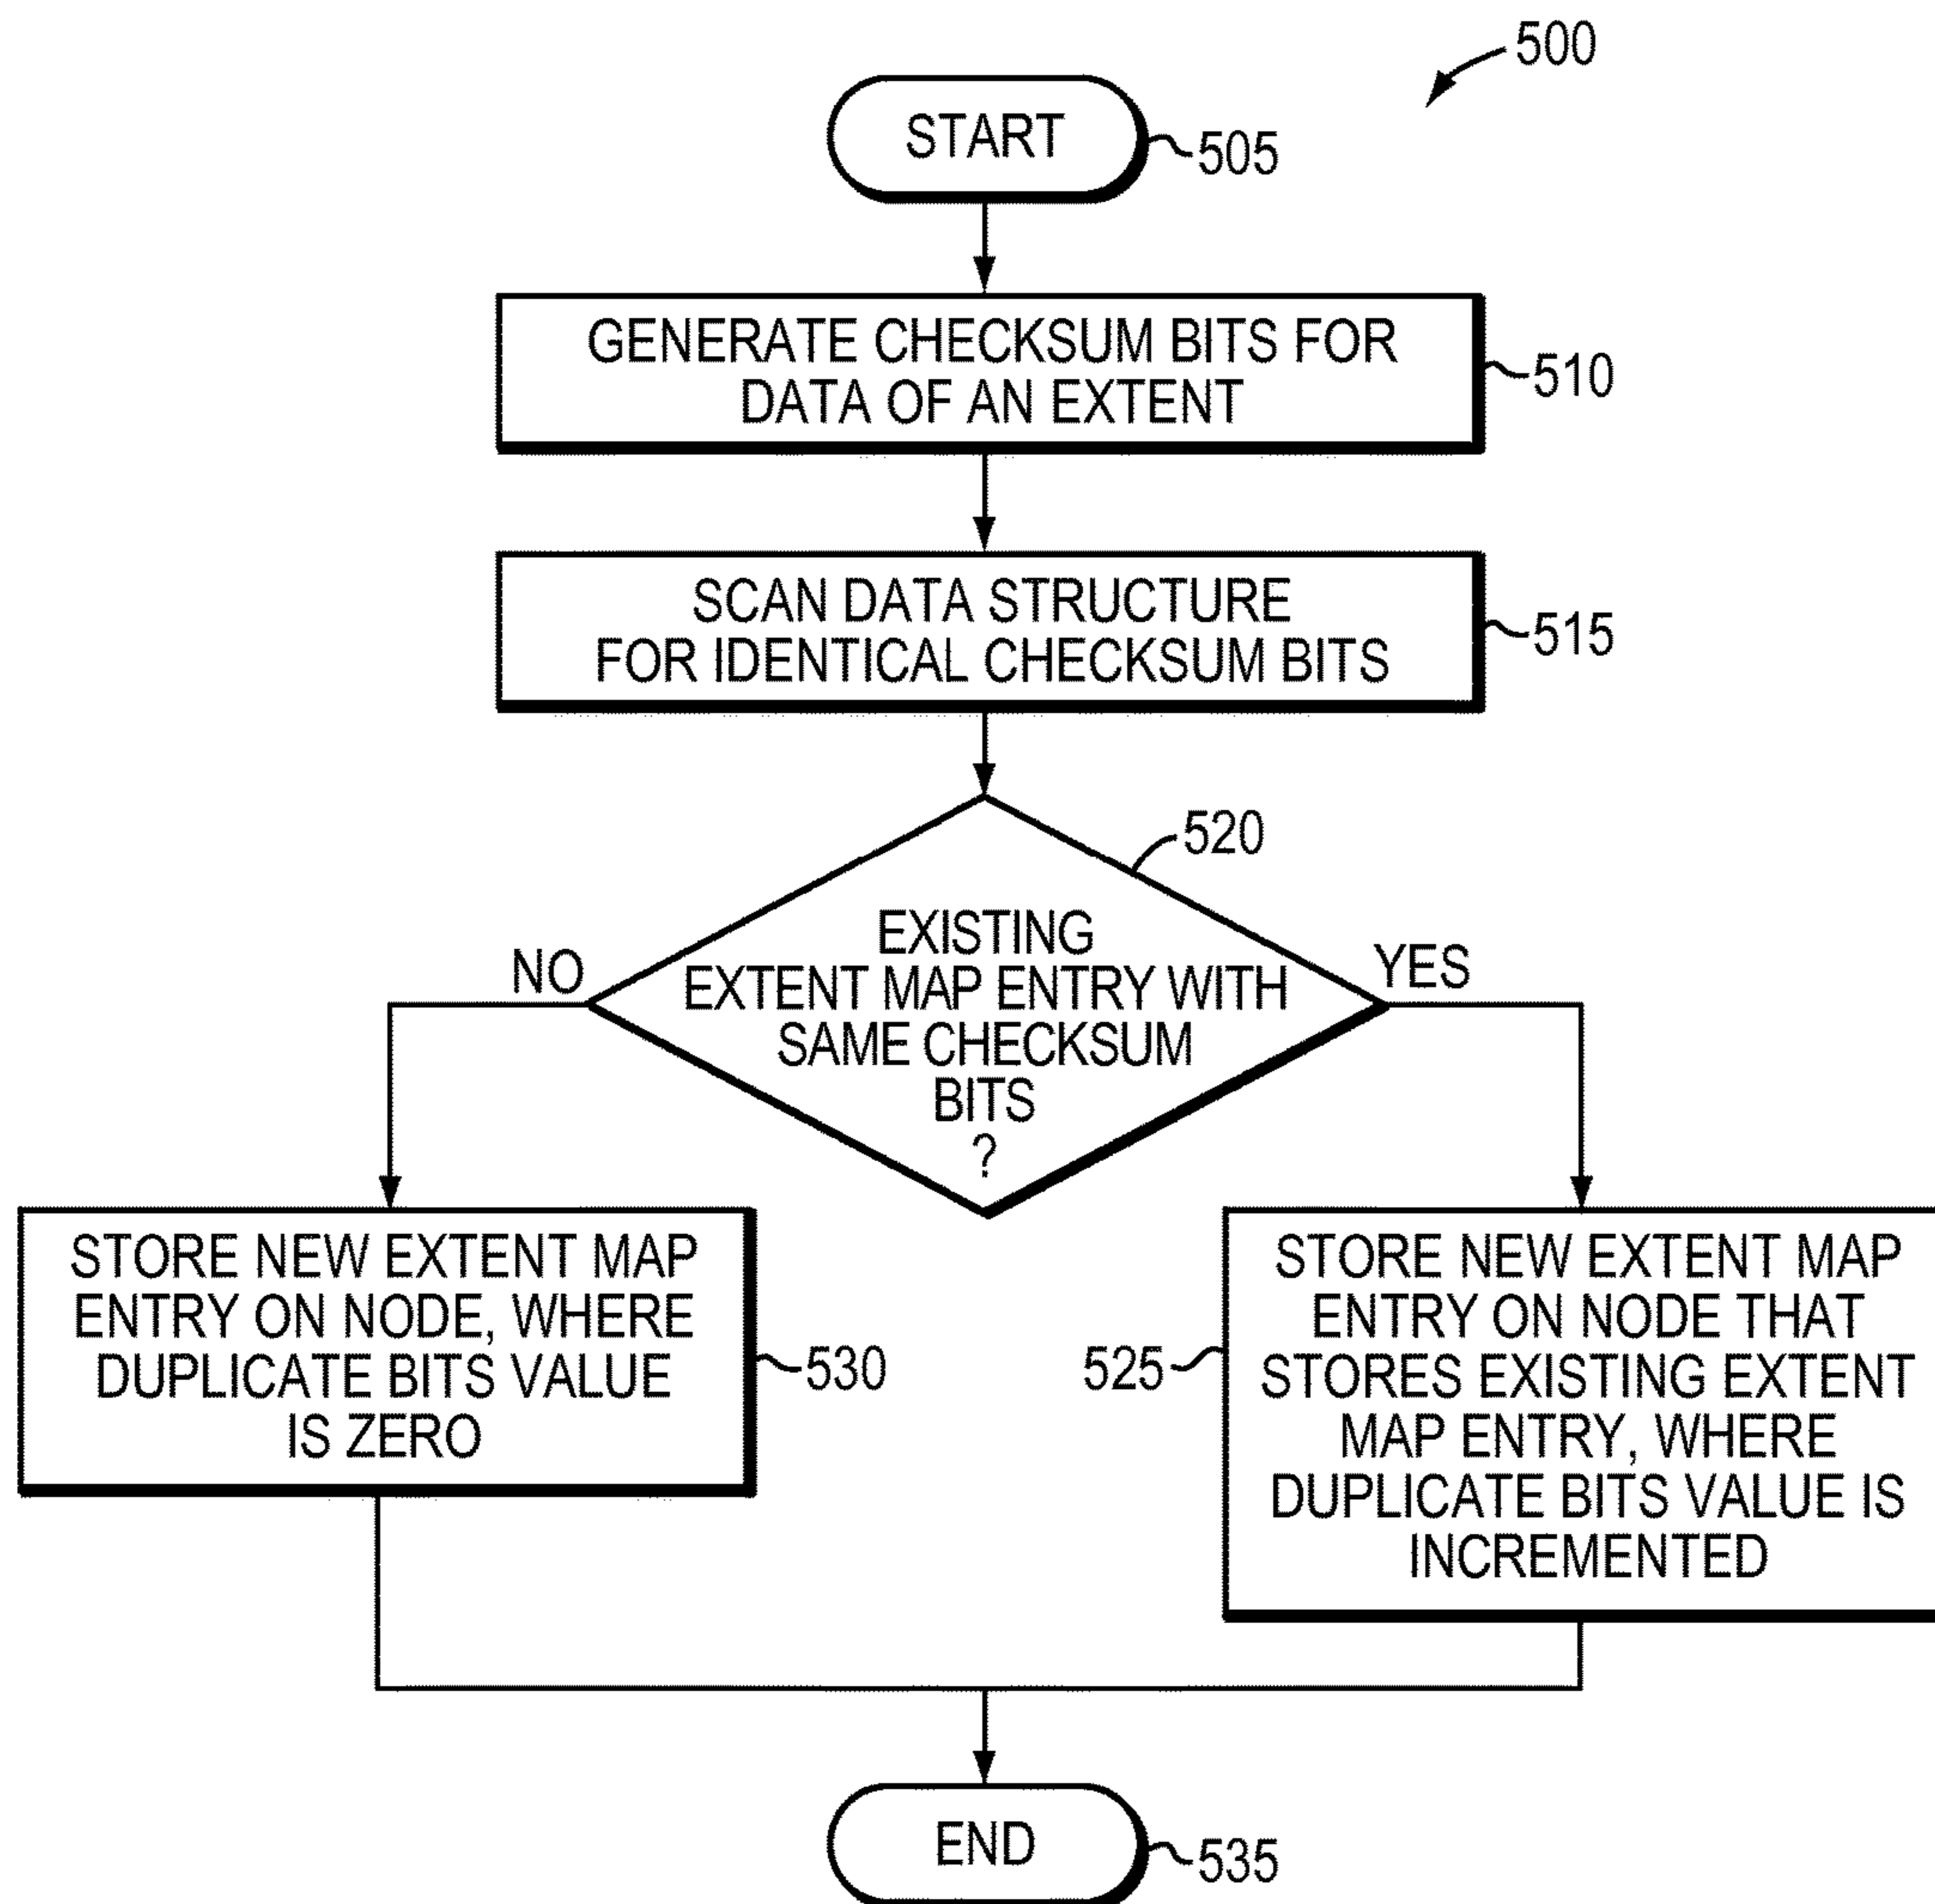 500
START
505
GENERATE CHECKSUM BITS FOR
DATA OF AN EXTENT
510
SCAN DATA STRUCTURE
FOR IDENTICAL CHECKSUM BITS
515
520
EXISTING
EXTENT MAP ENTRY WITH
SAME CHECKSUM
BITS
?
NO
YES
STORE NEW EXTENT MAP
ENTRY ON NODE, WHERE
DUPLICATE BITS VALUE
IS ZERO
530
525
STORE NEW EXTENT MAP
ENTRY ON NODE THAT
STORES EXISTING EXTENT
MAP ENTRY, WHERE
DUPLICATE BITS VALUE IS
INCREMENTED
END
535